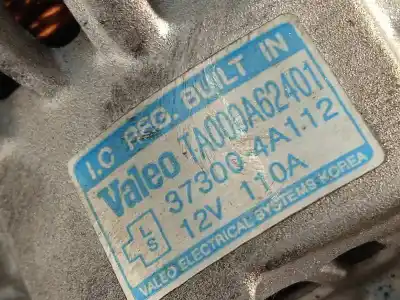 I.C REG. BUILT IN
Valeo TA000A62401
37300-4A112
L
S
12V 110A
VALEO ELECTRICAL SYSTEMS KOREA